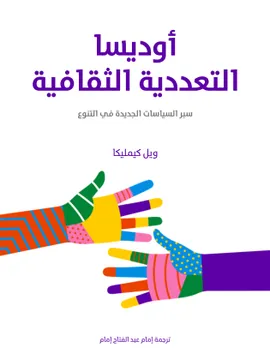 أوديسا
التعددية الثقافية
سبر السياسات الجديدة في التنوع
ويل كيمليكا
ترجمة إمام عبد الفتاح إمام